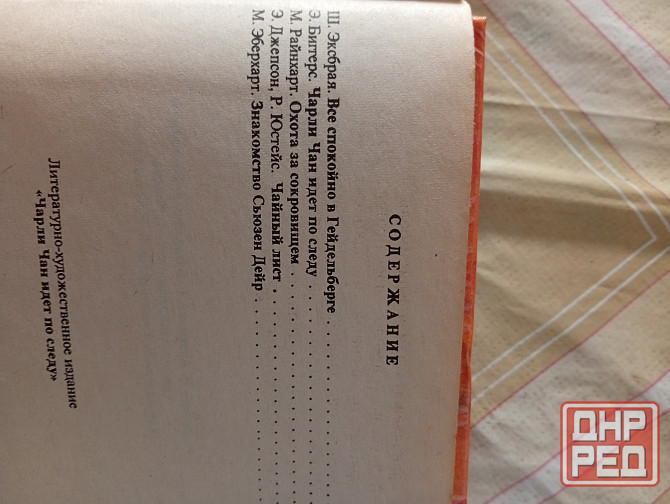 СОДЕРЖАНИЕ
Ш. Эксбрая. Все спокойно в Гейдельберге
Э. Биггерс. Чарли Чан идет по следу
М. Райнхарт. Охота за сокровищем
Э. Джепсон, Р. Юстейс. Чайный лист
М. Эберхарт. Знакомство Сьюзен Дейр
Литературно-художественное издание
«Чарли Чан идет по следу»
ДНР
РЕД